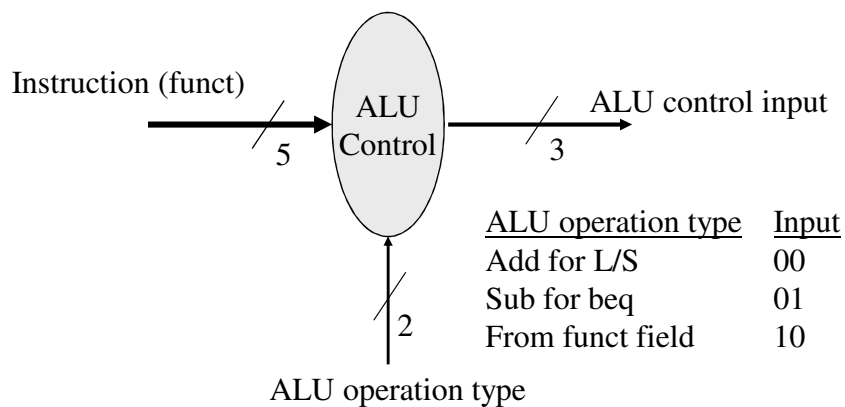 Instruction (funct)
5
ALU
Control
ALU control input
3
ALU operation type Input
Add for L/S 00
Sub for beq 01
From funct field 10
2
ALU operation type